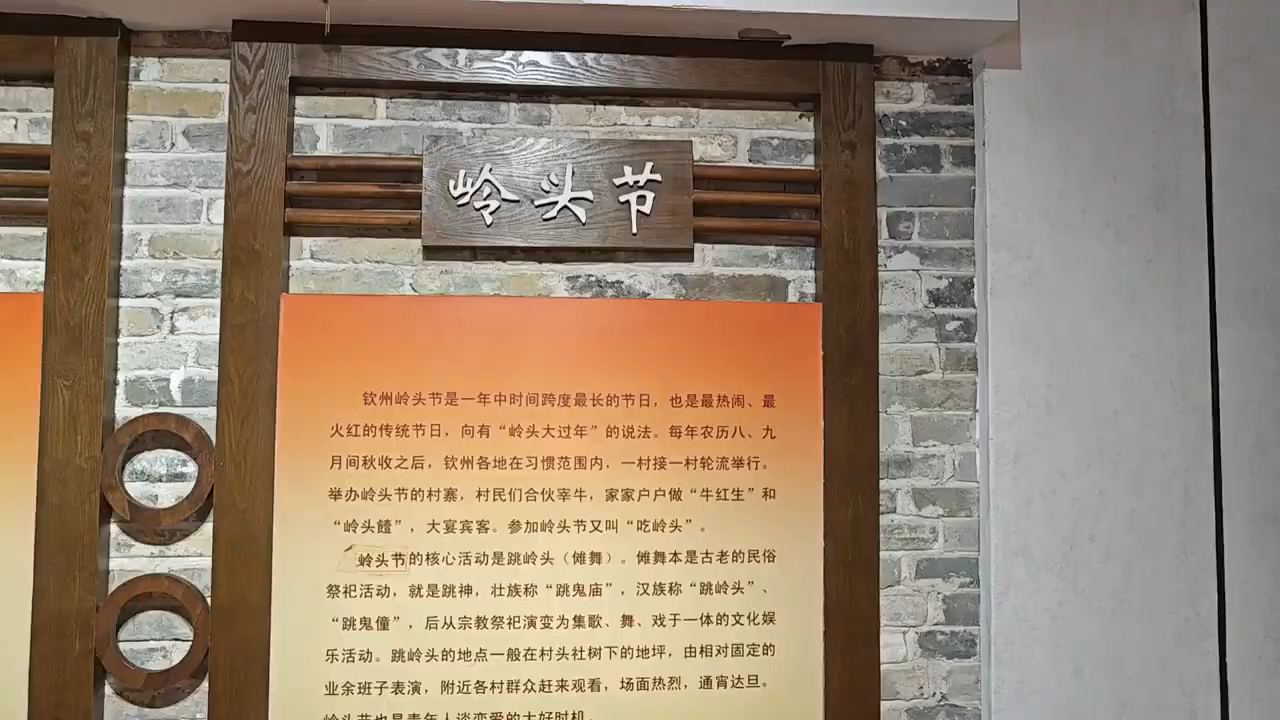 岭头节
钦州岭头节是一年中时间跨度最长的节日，也是最热闹、最
火红的传统节日，向有“岭头大过年”的说法。每年农历八、九
月间秋收之后，钦州各地在习惯范围内，一村接一村轮流举行。
举办岭头节的村寨，村民们合伙宰牛，家家户户做“牛红生”和
“岭头饐”，大宴宾客。参加岭头节又叫“吃岭头”。
岭头节的核心活动是跳岭头（傩舞）。傩舞本是古老的民俗
祭祀活动，就是跳神，壮族称“跳鬼庙”，汉族称“跳岭头”、
“跳鬼僮”，后从宗教祭祀演变为集歌、舞、戏于一体的文化娱
乐活动。跳岭头的地点一般在村头社树下的地坪，由相对固定的
业余班子表演，附近各村群众赶来观看，场面热烈，通宵达旦。
岭头节也是青年人谈恋爱的大好时机。